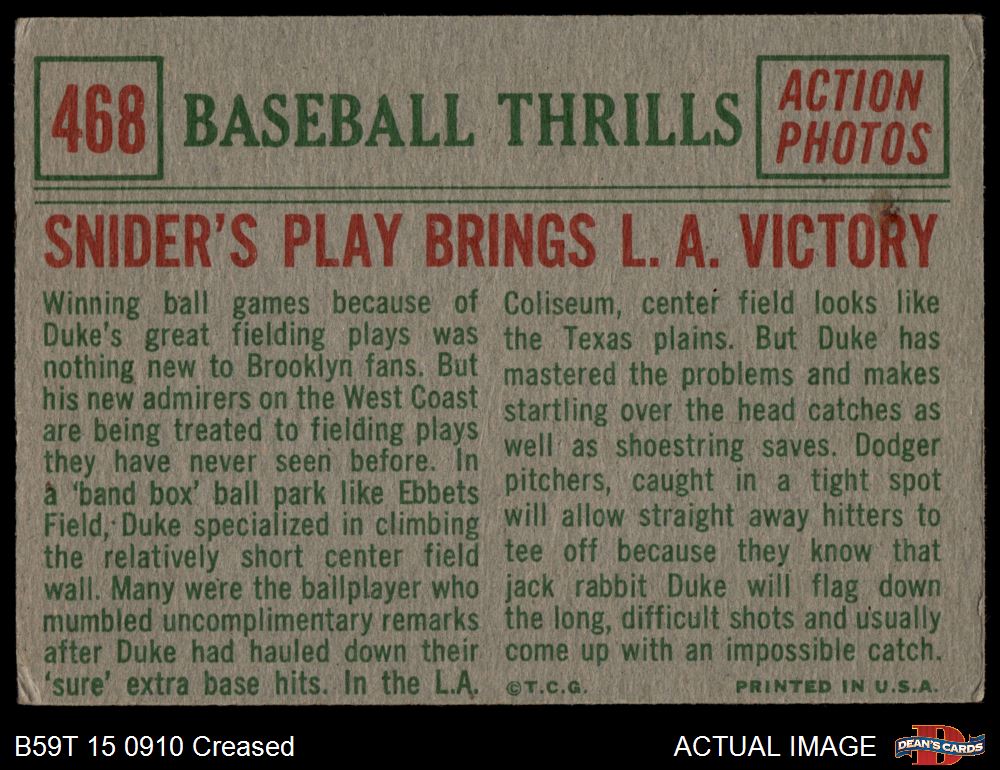 468
BASEBALL THRILLS
ACTION
PHOTOS
SNIDER'S PLAY BRINGS L. A. VICTORY
Winning ball games because of
Duke's great fielding plays was
nothing new to Brooklyn fans. But
his new admirers on the West Coast
are being treated to fielding plays
they have never seen before. In
a 'band box' ball park like Ebbets
Field, Duke specialized in climbing
the relatively short center field
wall. Many were the ballplayer who
mumbled uncomplimentary remarks
after Duke had hauled down their
'sure' extra base hits. In the L.A.
Coliseum, center field looks like
the Texas plains. But Duke has
mastered the problems and makes
startling over the head catches as
well as shoestring saves. Dodger
pitchers, caught in a tight spot
will allow straight away hitters to
tee off because they know that
jack rabbit Duke will flag down
the long, difficult shots and usually
come up with an impossible catch.
©T.C.G. PRINTED IN U.S.A.
B59T 15 0910 Creased
ACTUAL IMAGE
D
DEAN'S CARDS